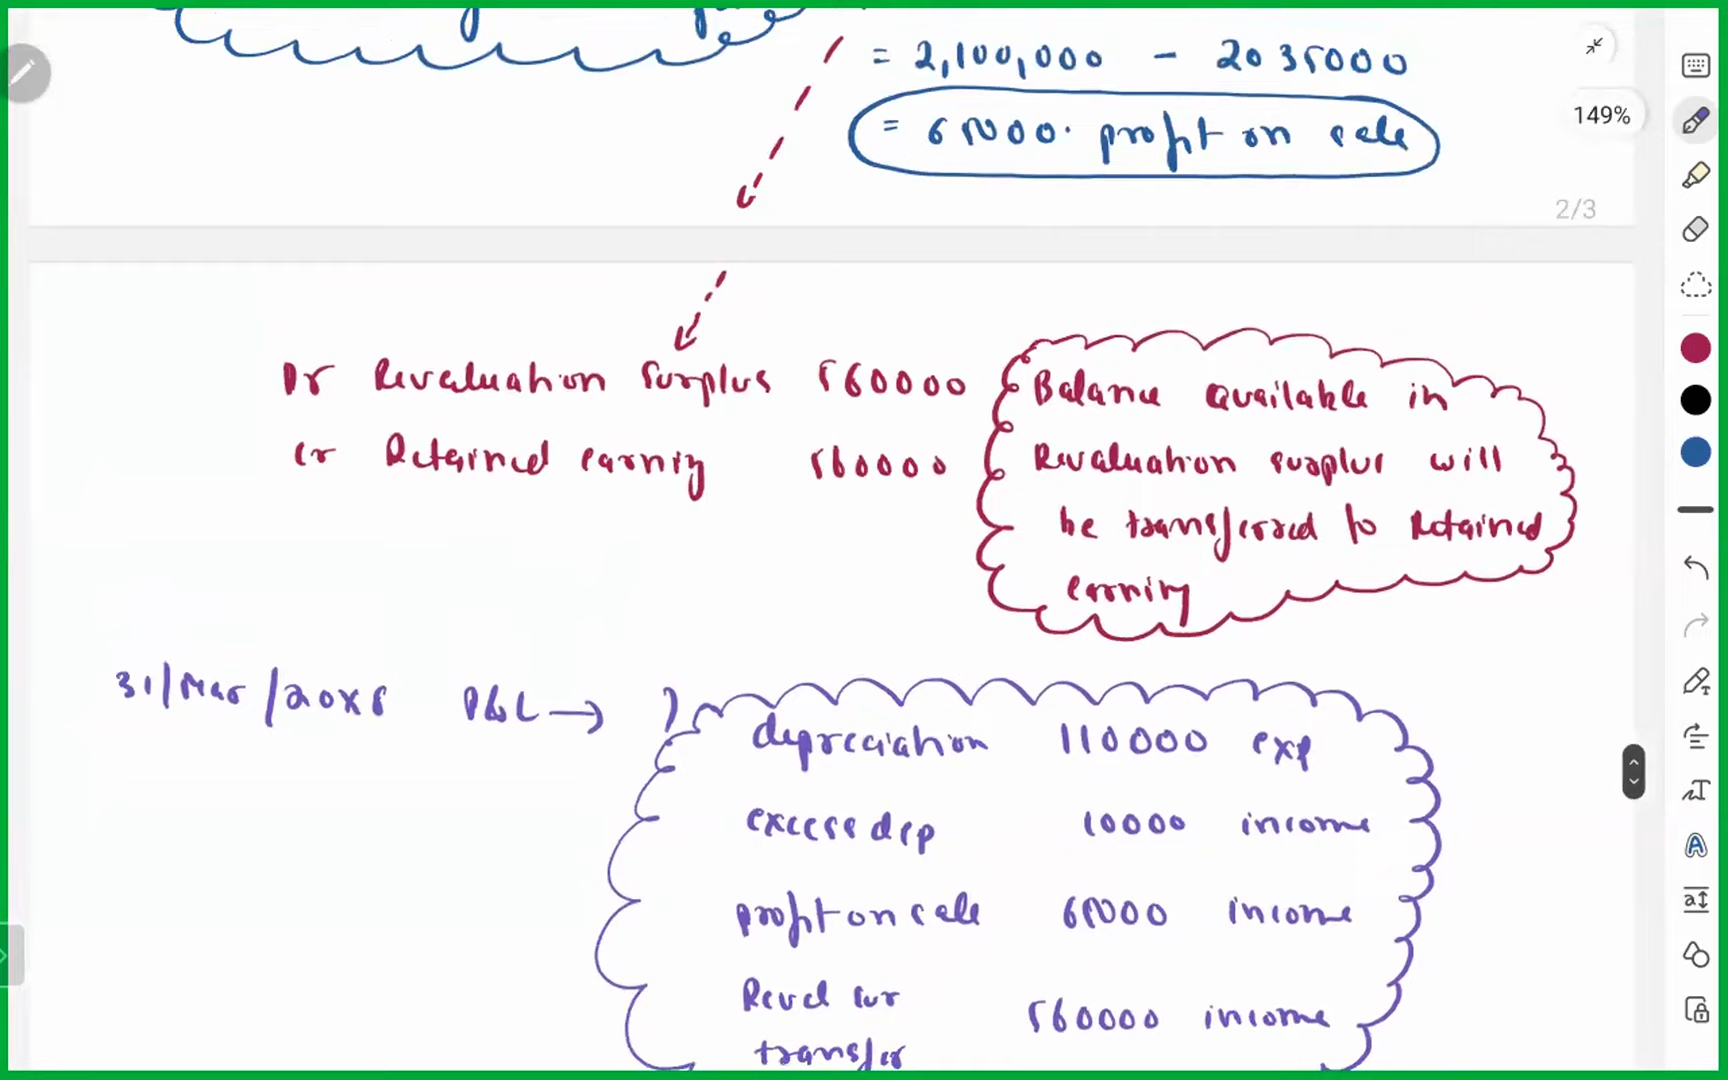 = 2,100,000 - 2035000
= 65000. profit on sale
149%
2/3
Dr Revaluation Surplus 560000
Cr Retained earning 560000
Balance available in
Revaluation surplus will
be transferred to Retained
earning
31/Mar/20X6 P&L →
depreciation 110000 exp
excess dep 10000 income
profit on sale 65000 income
Reval sur
560000 income
transfer